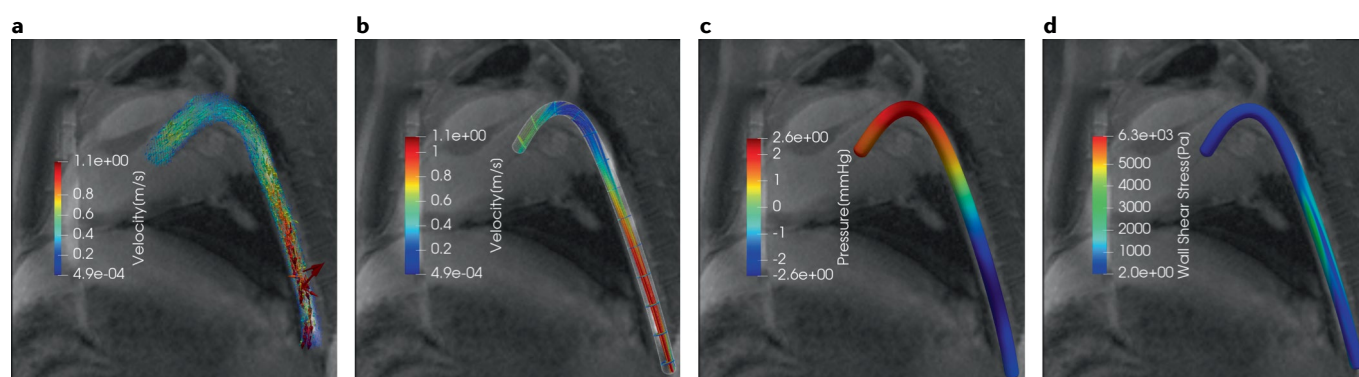 a
b
c
d
1.1e+00
0.8
0.6
0.4
0.2
4.9e-04
Velocity(m/s)
1.1e+00
1
0.8
0.6
0.4
0.2
4.9e-04
Velocity(m/s)
2.6e+00
2
1
0
-1
-2
-2.6e+00
Pressure(mmHg)
6.3e+03
5000
4000
3000
2000
1000
2.0e+00
Wall Shear Stress(Pa)